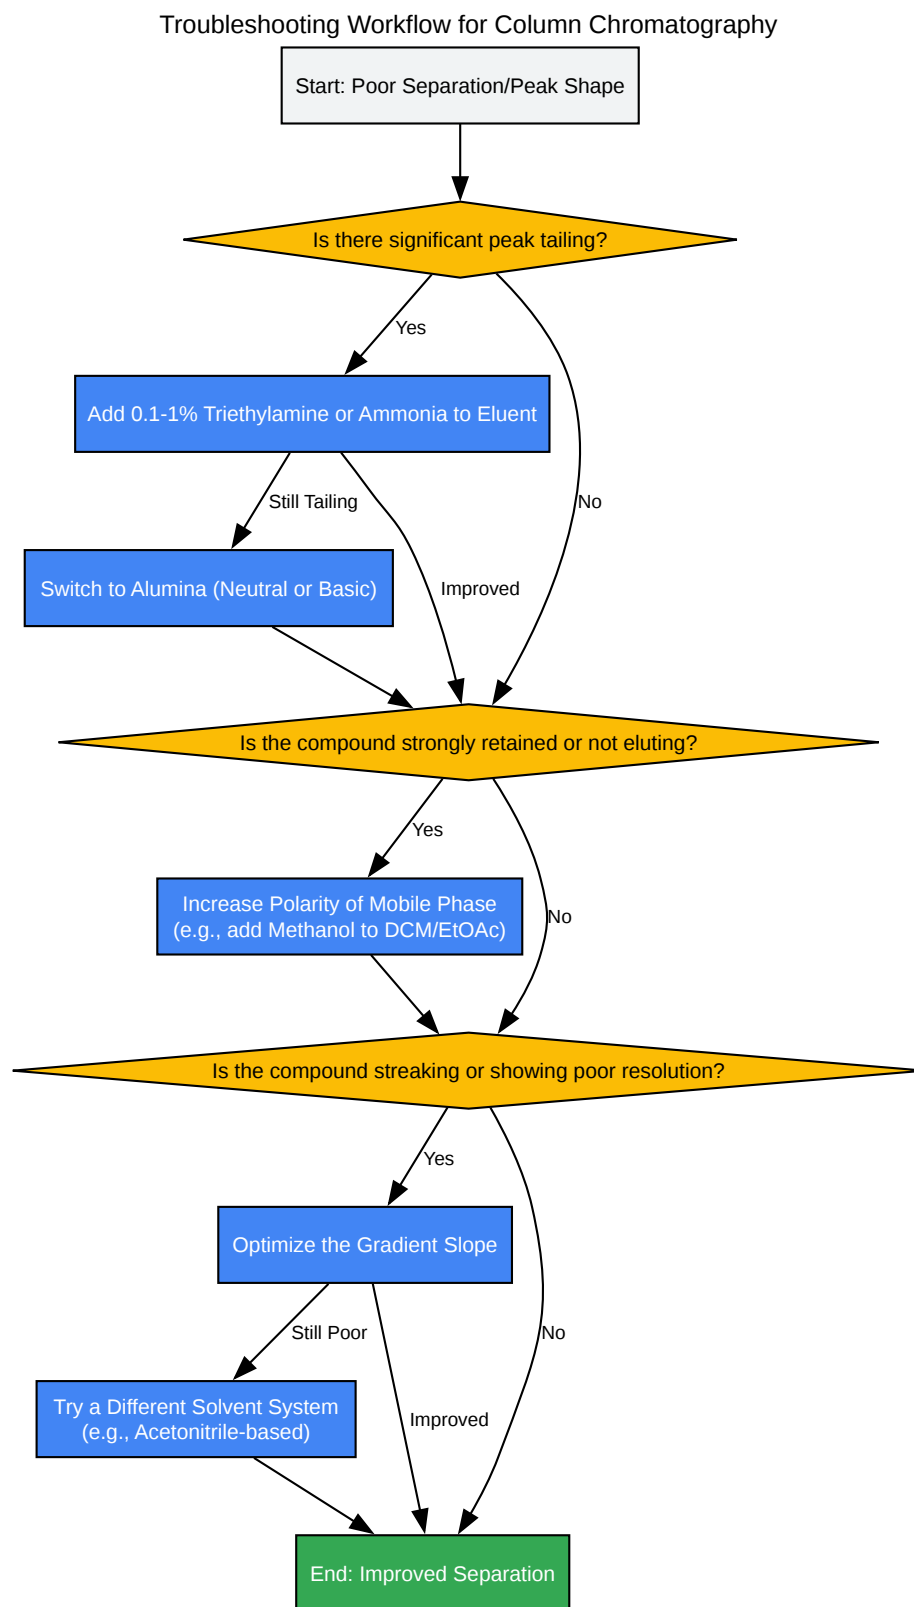 Troubleshooting Workflow for Column Chromatography
Start: Poor Separation/Peak Shape
Is there significant peak tailing?
Yes
Add 0.1-1% Triethylamine or Ammonia to Eluent
Still Tailing
No
Switch to Alumina (Neutral or Basic)
Improved
Is the compound strongly retained or not eluting?
Yes
Increase Polarity of Mobile Phase
(e.g., add Methanol to DCM/EtOAc)
No
Is the compound streaking or showing poor resolution?
Yes
Optimize the Gradient Slope
Still Poor
No
Try a Different Solvent System
(e.g., Acetonitrile-based)
Improved
End: Improved Separation